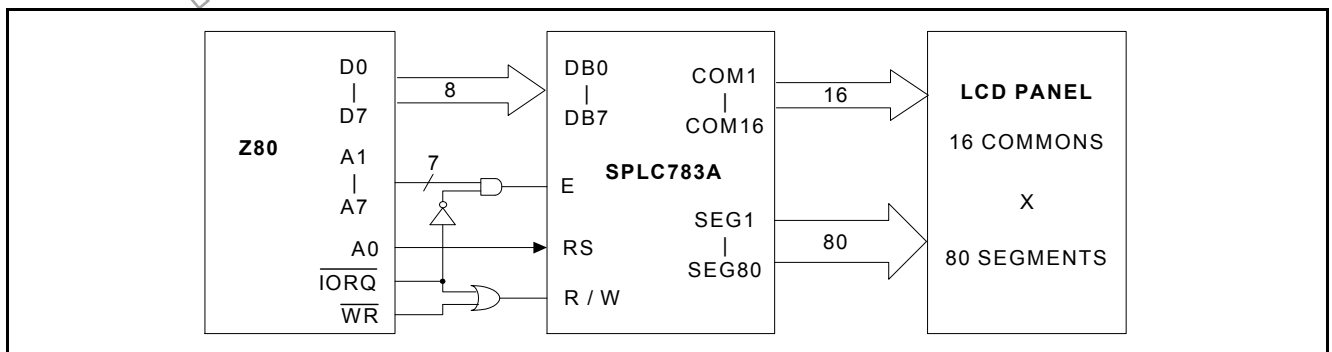 Z80
D0
|
D7
A1
|
A7
A0
IORQ
WR
8
7
SPLC783A
DB0
|
DB7
E
RS
R / W
COM1
|
COM16
SEG1
|
SEG80
16
80
LCD PANEL
16 COMMONS
X
80 SEGMENTS